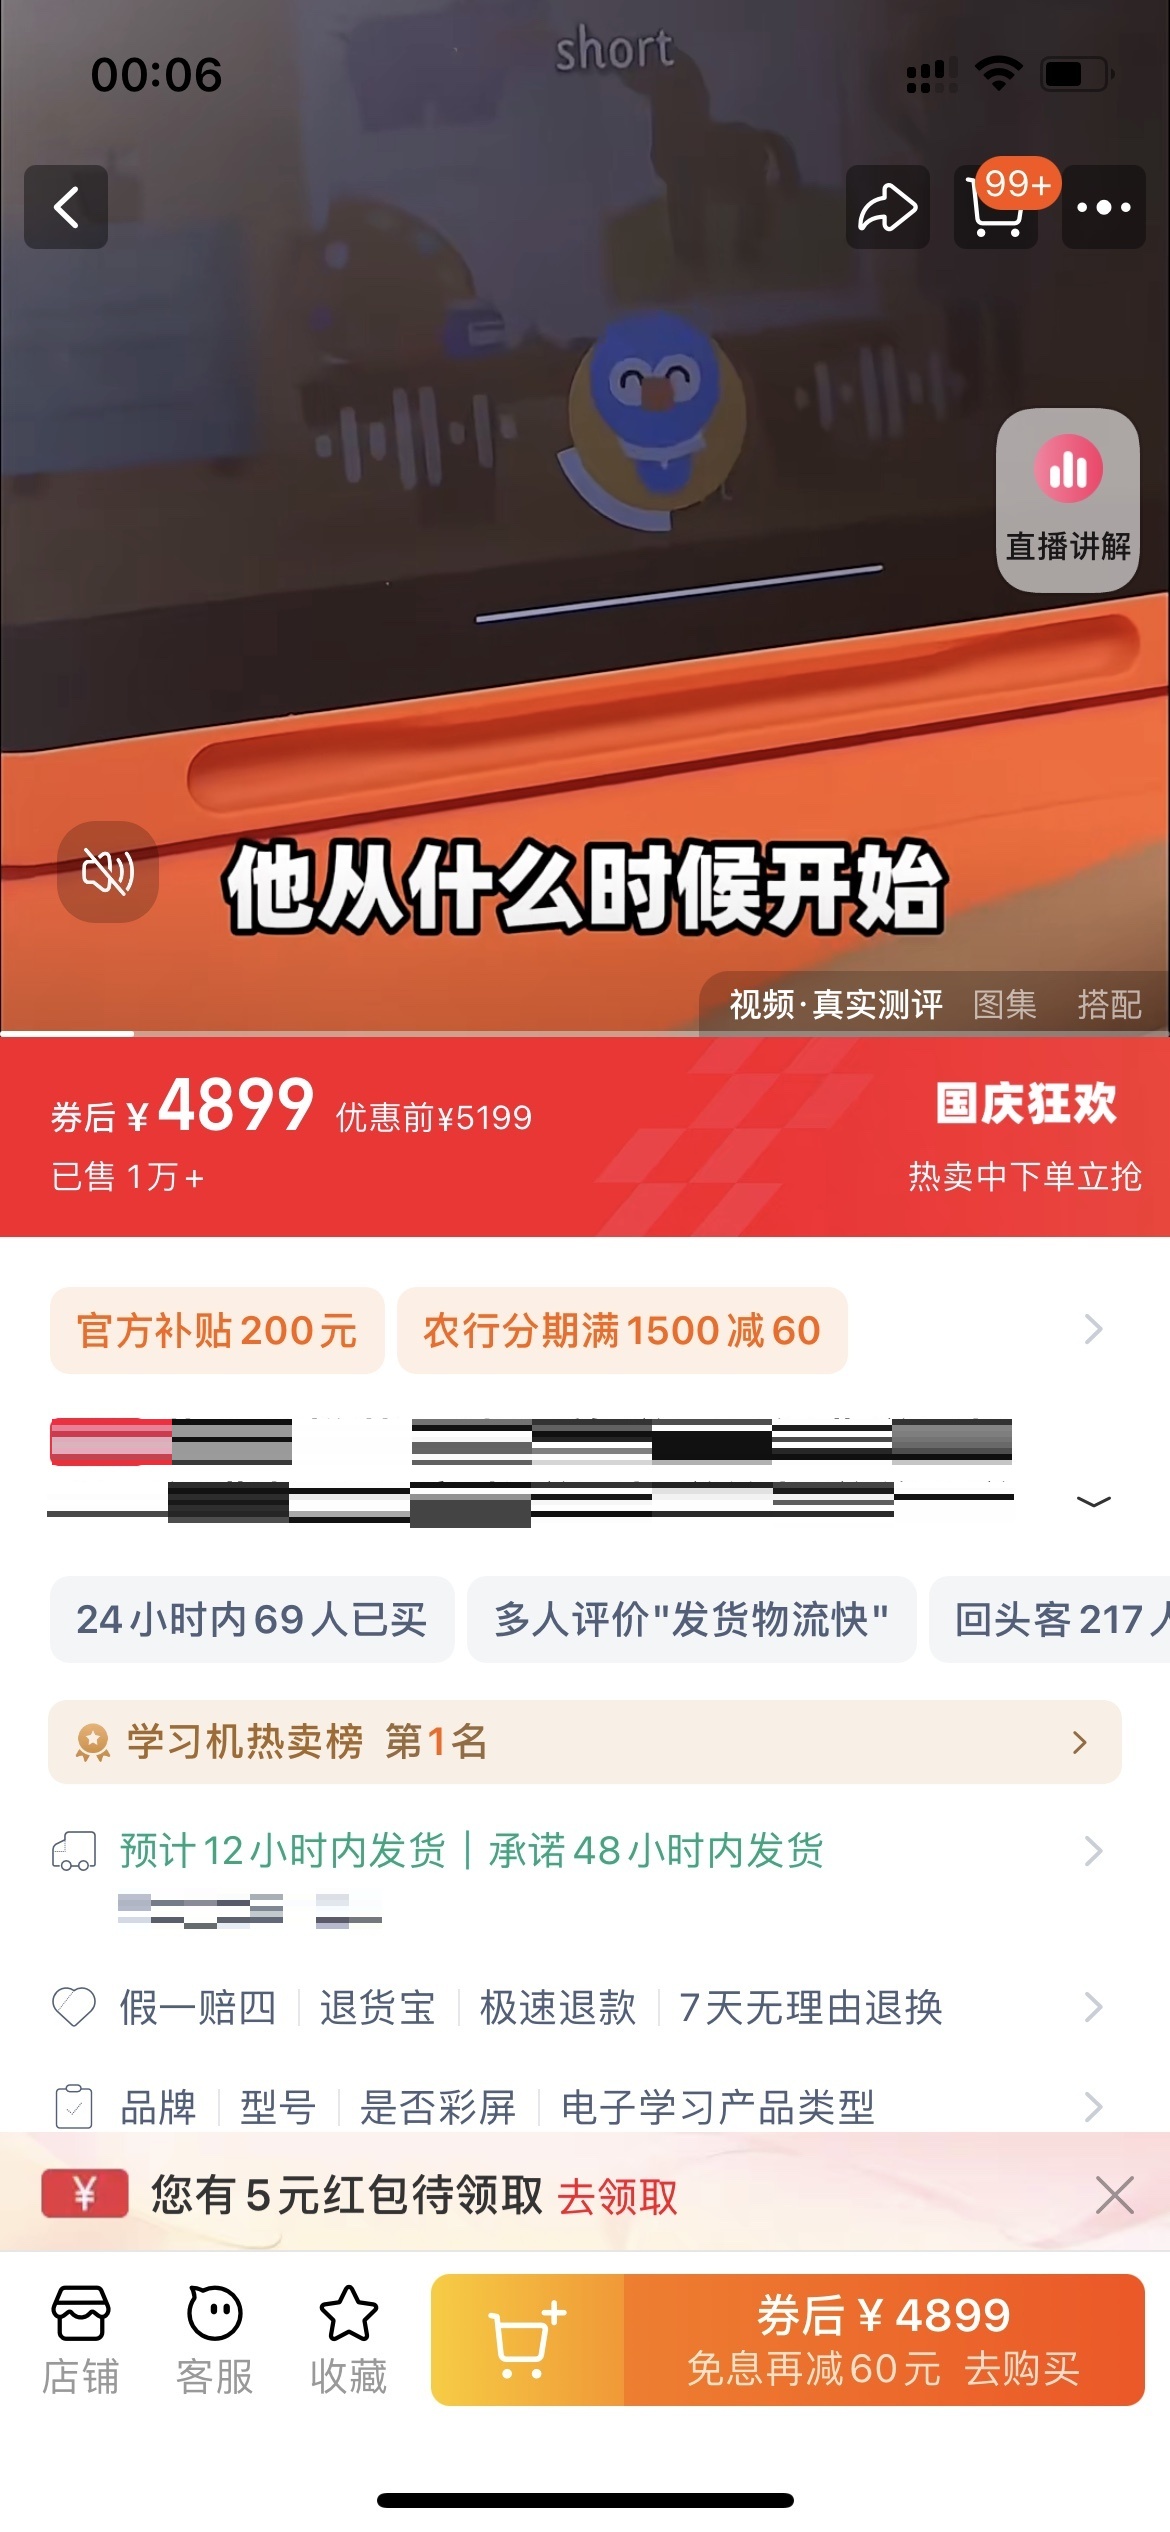 short
00:06
99+
直播讲解
他从什么时候开始
视频·真实测评 图集 搭配
券后 ¥4899 优惠前¥5199
国庆狂欢
已售 1万+
热卖中下单立抢
官方补贴200元 农行分期满1500减60
24小时内69人已买 多人评价"发货物流快" 回头客217人
学习机热卖榜 第1名
预计12小时内发货 | 承诺48小时内发货
假一赔四 退货宝 极速退款 7天无理由退换
品牌 型号 是否彩屏 电子学习产品类型
¥ 您有5元红包待领取 去领取
店铺 客服 收藏
券后 ¥ 4899
免息再减60元 去购买